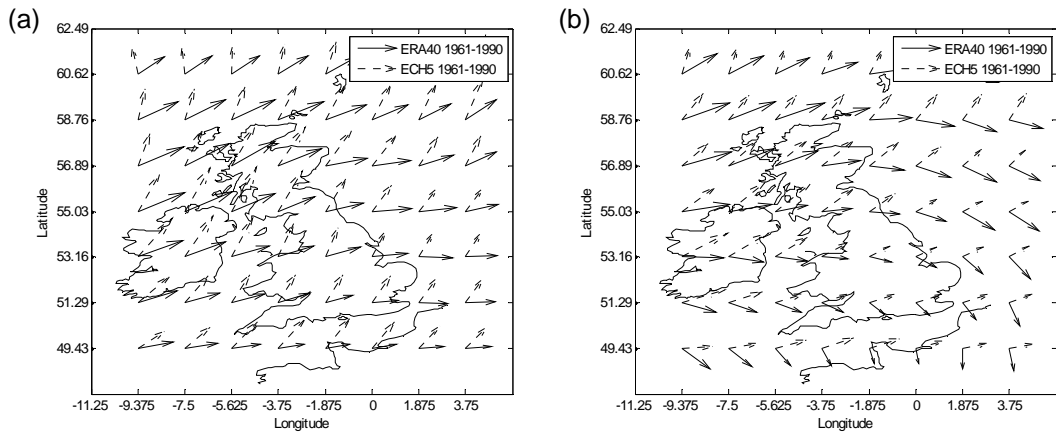 (a)
62.49
60.62
58.76
56.89
55.03
53.16
51.29
49.43
Latitude
-11.25 -9.375 -7.5 -5.625 -3.75 -1.875 0 1.875 3.75
Longitude
ERA40 1961-1990
ECH5 1961-1990
(b)
62.49
60.62
58.76
56.89
55.03
53.16
51.29
49.43
Latitude
-11.25 -9.375 -7.5 -5.625 -3.75 -1.875 0 1.875 3.75
Longitude
ERA40 1961-1990
ECH5 1961-1990